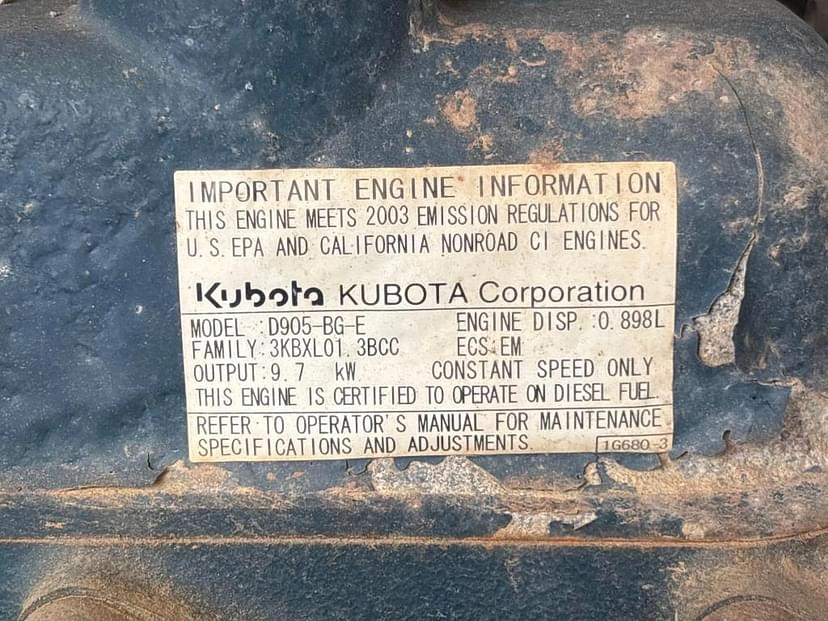 IMPORTANT ENGINE INFORMATION
THIS ENGINE MEETS 2003 EMISSION REGULATIONS FOR
U.S. EPA AND CALIFORNIA NONROAD CI ENGINES.
Kubota KUBOTA Corporation
MODEL :D905-BG-E ENGINE DISP.:0.898L
FAMILY:3KBXL01.3BCC ECS:EM
OUTPUT:9.7 kW CONSTANT SPEED ONLY
THIS ENGINE IS CERTIFIED TO OPERATE ON DIESEL FUEL.
REFER TO OPERATOR'S MANUAL FOR MAINTENANCE
SPECIFICATIONS AND ADJUSTMENTS. 1G680-3